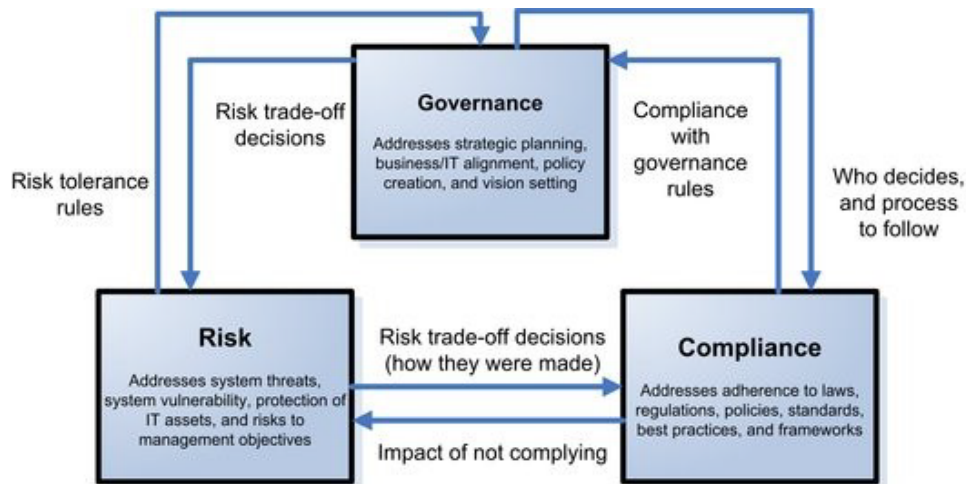 Governance
Addresses strategic planning,
business/IT alignment, policy
creation, and vision setting
Risk trade-off
decisions
Compliance
with
governance
rules
Risk tolerance
rules
Who decides,
and process
to follow
Risk
Addresses system threats,
system vulnerability, protection of
IT assets, and risks to
management objectives
Risk trade-off decisions
(how they were made)
Impact of not complying
Compliance
Addresses adherence to laws,
regulations, policies, standards,
best practices, and frameworks